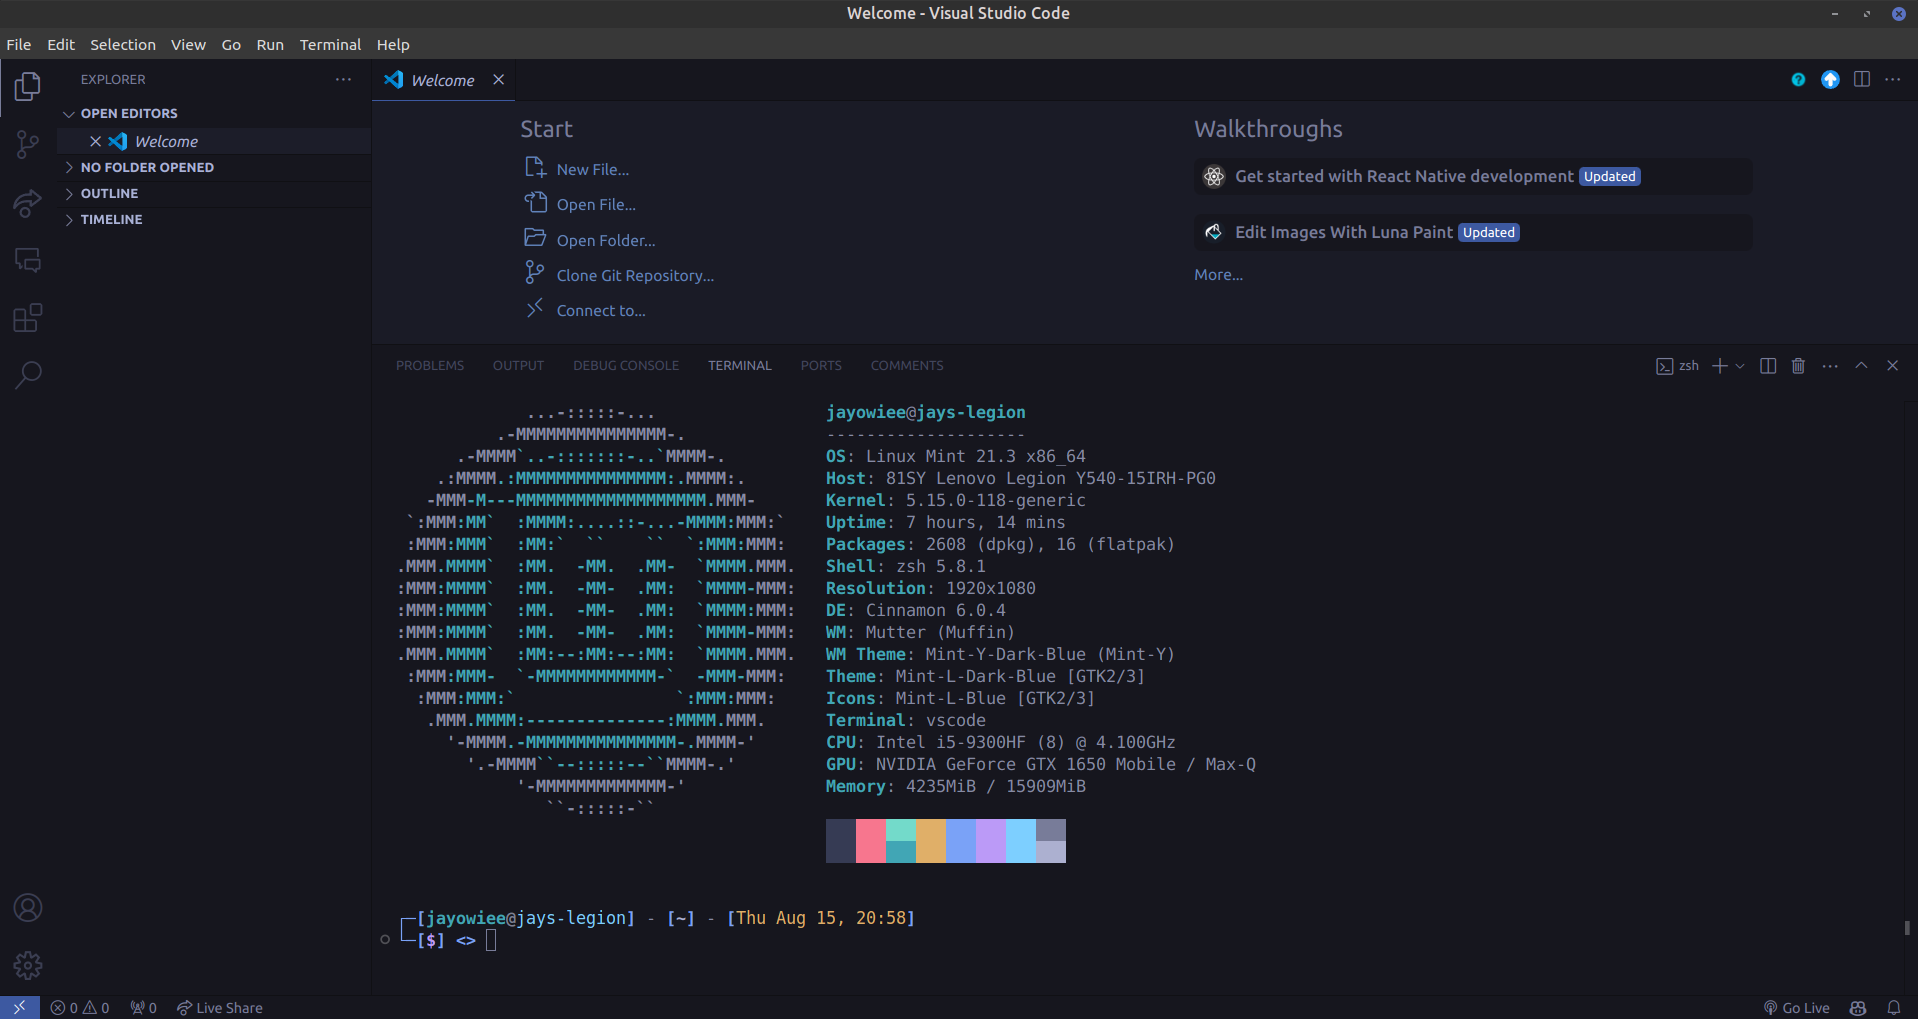 Welcome - Visual Studio Code
File Edit Selection View Go Run Terminal Help
EXPLORER
OPEN EDITORS
Welcome
NO FOLDER OPENED
OUTLINE
TIMELINE
Welcome
Start
New File...
Open File...
Open Folder...
Clone Git Repository...
Connect to...
Walkthroughs
Get started with React Native development Updated
Edit Images With Luna Paint Updated
More...
PROBLEMS OUTPUT DEBUG CONSOLE TERMINAL PORTS COMMENTS
zsh
...-:::::-...
.-MMMMMMMMMMMMMMM-.
.-MMMM`..-:::::::-..`MMMM-.
.:MMMM.:MMMMMMMMMMMMMMM:.MMMM:.
-MMM-M---MMMMMMMMMMMMMMMMMMM.MMM-
`:MMM:MM`  :MMMM:....::-...-MMMM:MMM:`
:MMM:MMM`  :MM:`  ``    ``  `:MMM:MMM:
.MMM.MMMM`  :MM.  -MM.  .MM-  `MMMM.MMM.
:MMM:MMMM`  :MM.  -MM-  .MM:  `MMMM-MMM:
:MMM:MMMM`  :MM.  -MM-  .MM:  `MMMM:MMM:
:MMM:MMMM`  :MM.  -MM-  .MM:  `MMMM-MMM:
.MMM.MMMM`  :MM:--:MM:--:MM:  `MMMM.MMM.
:MMM:MMM-  `-MMMMMMMMMMMM-`  -MMM-MMM:
:MMM:MMM:`                `:MMM:MMM:
.MMM.MMMM:--------------:MMMM.MMM.
'-MMMM.-MMMMMMMMMMMMMMM-.MMMM-'
'.-MMMM``--:::::--``MMMM-.'
'-MMMMMMMMMMMMM-'
``-:::::-``
jayowiee@jays-legion
--------------------
OS: Linux Mint 21.3 x86_64
Host: 81SY Lenovo Legion Y540-15IRH-PG0
Kernel: 5.15.0-118-generic
Uptime: 7 hours, 14 mins
Packages: 2608 (dpkg), 16 (flatpak)
Shell: zsh 5.8.1
Resolution: 1920x1080
DE: Cinnamon 6.0.4
WM: Mutter (Muffin)
WM Theme: Mint-Y-Dark-Blue (Mint-Y)
Theme: Mint-L-Dark-Blue [GTK2/3]
Icons: Mint-L-Blue [GTK2/3]
Terminal: vscode
CPU: Intel i5-9300HF (8) @ 4.100GHz
GPU: NVIDIA GeForce GTX 1650 Mobile / Max-Q
Memory: 4235MiB / 15909MiB
[jayowiee@jays-legion] - [~] - [Thu Aug 15, 20:58]
[$] <>
0 0 0 Live Share
Go Live